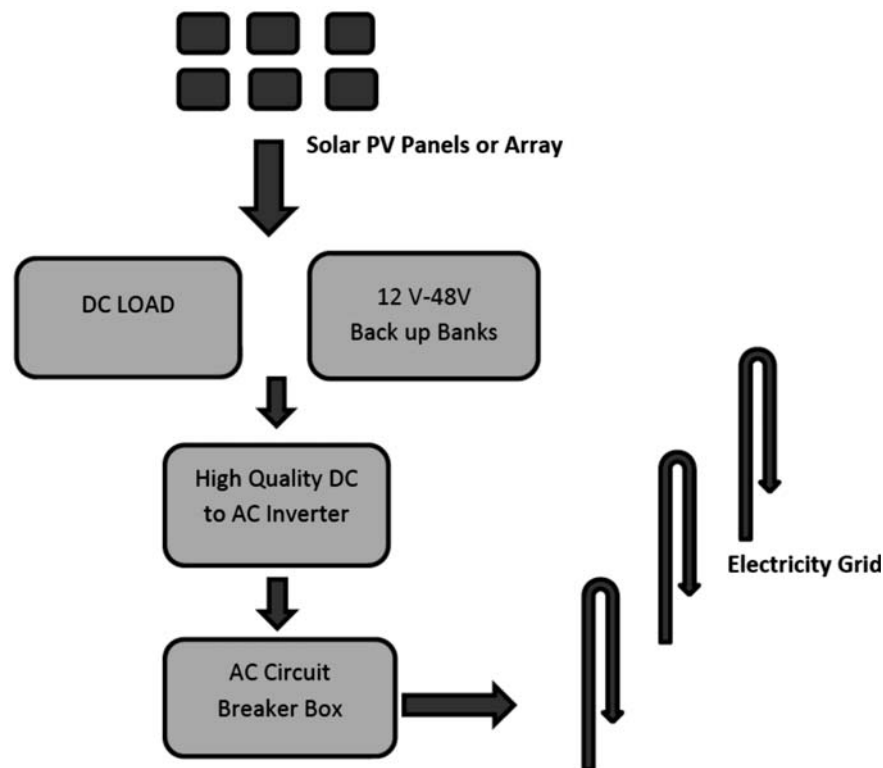 Solar PV Panels or Array
DC LOAD
12 V-48V
Back up Banks
High Quality DC
to AC Inverter
Electricity Grid
AC Circuit
Breaker Box